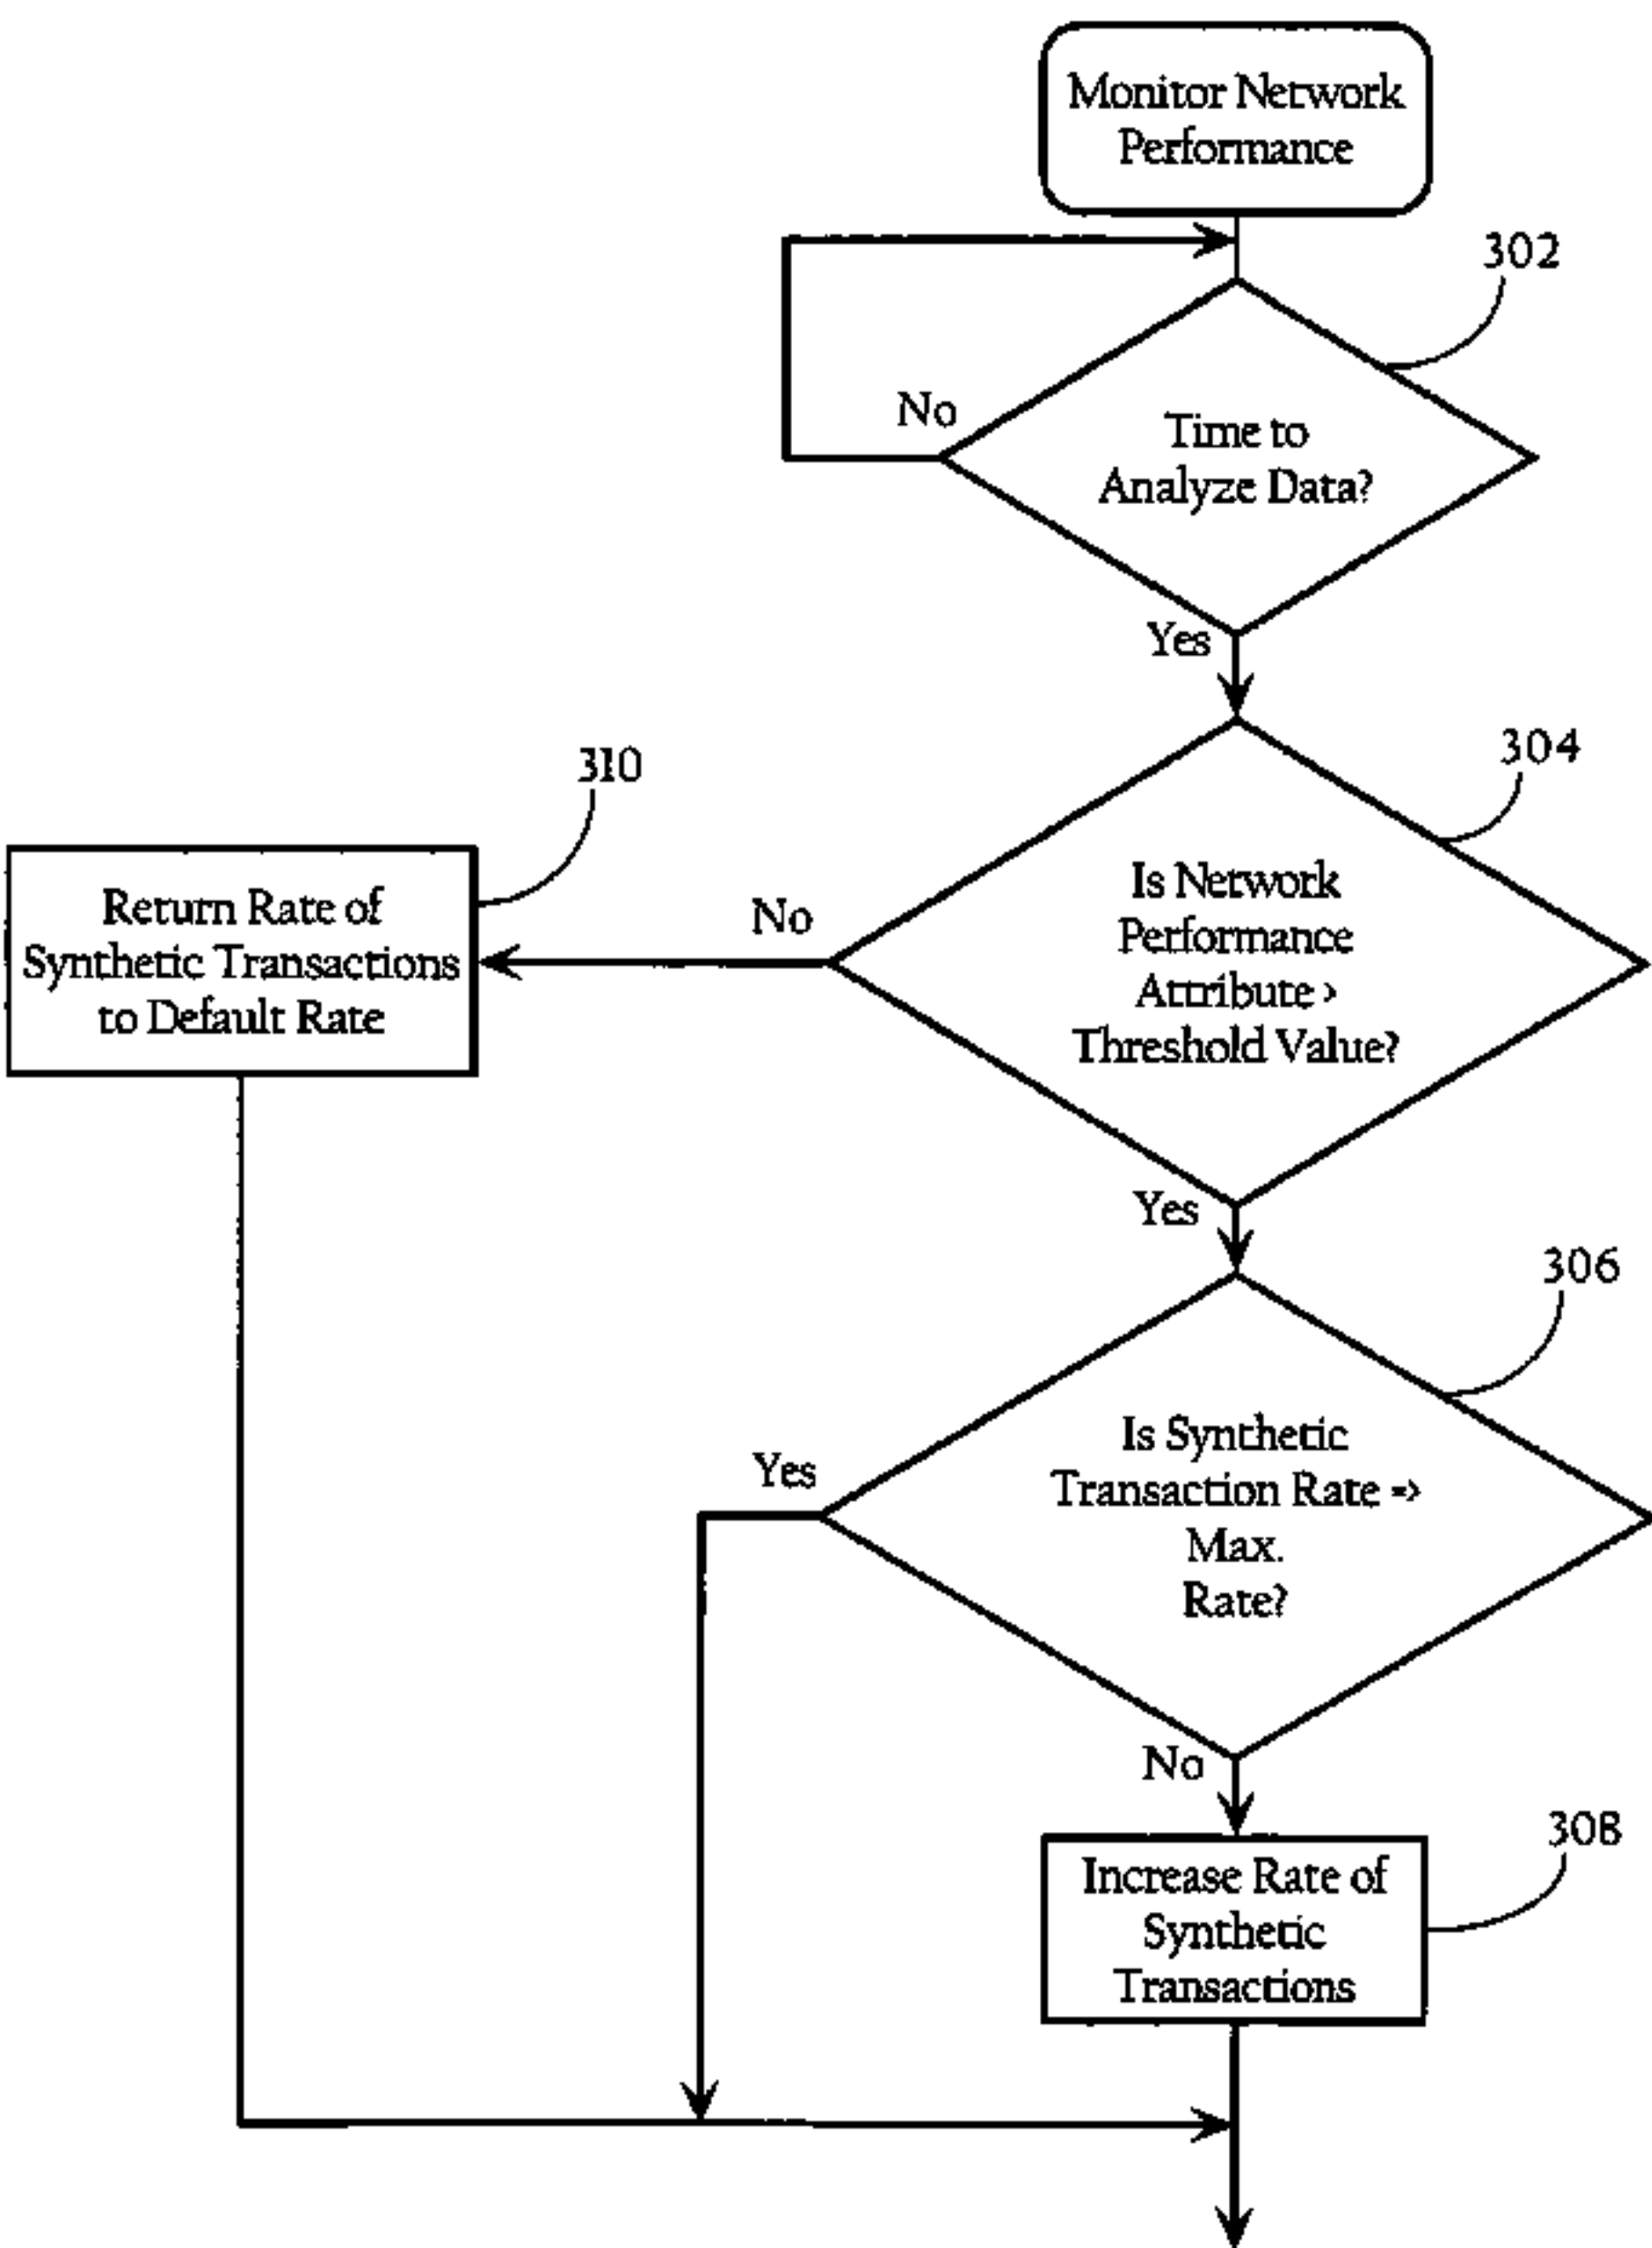 Monitor Network
Performance
302
No
Time to
Analyze Data?
Yes
304
310
Is Network
Performance
Attribute >
Threshold Value?
No
Return Rate of
Synthetic Transactions
to Default Rate
Yes
306
Is Synthetic
Transaction Rate =>
Max.
Rate?
Yes
No
308
Increase Rate of
Synthetic
Transactions